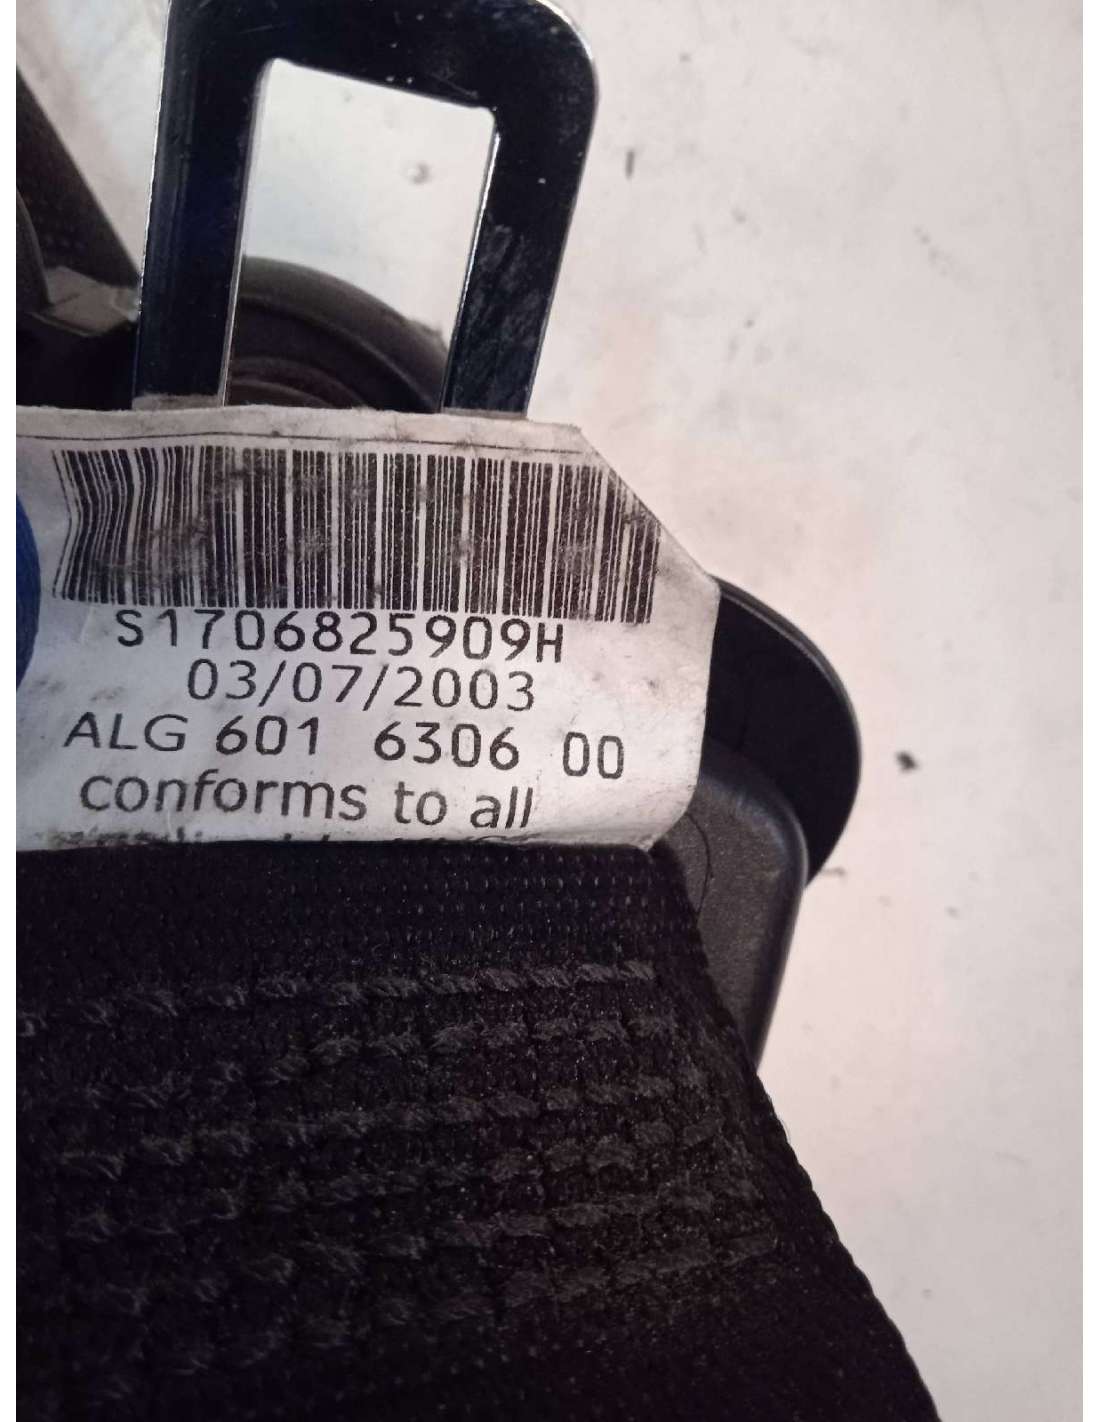 S1706825909H
03/07/2003
ALG 601 6306 00
conforms to all